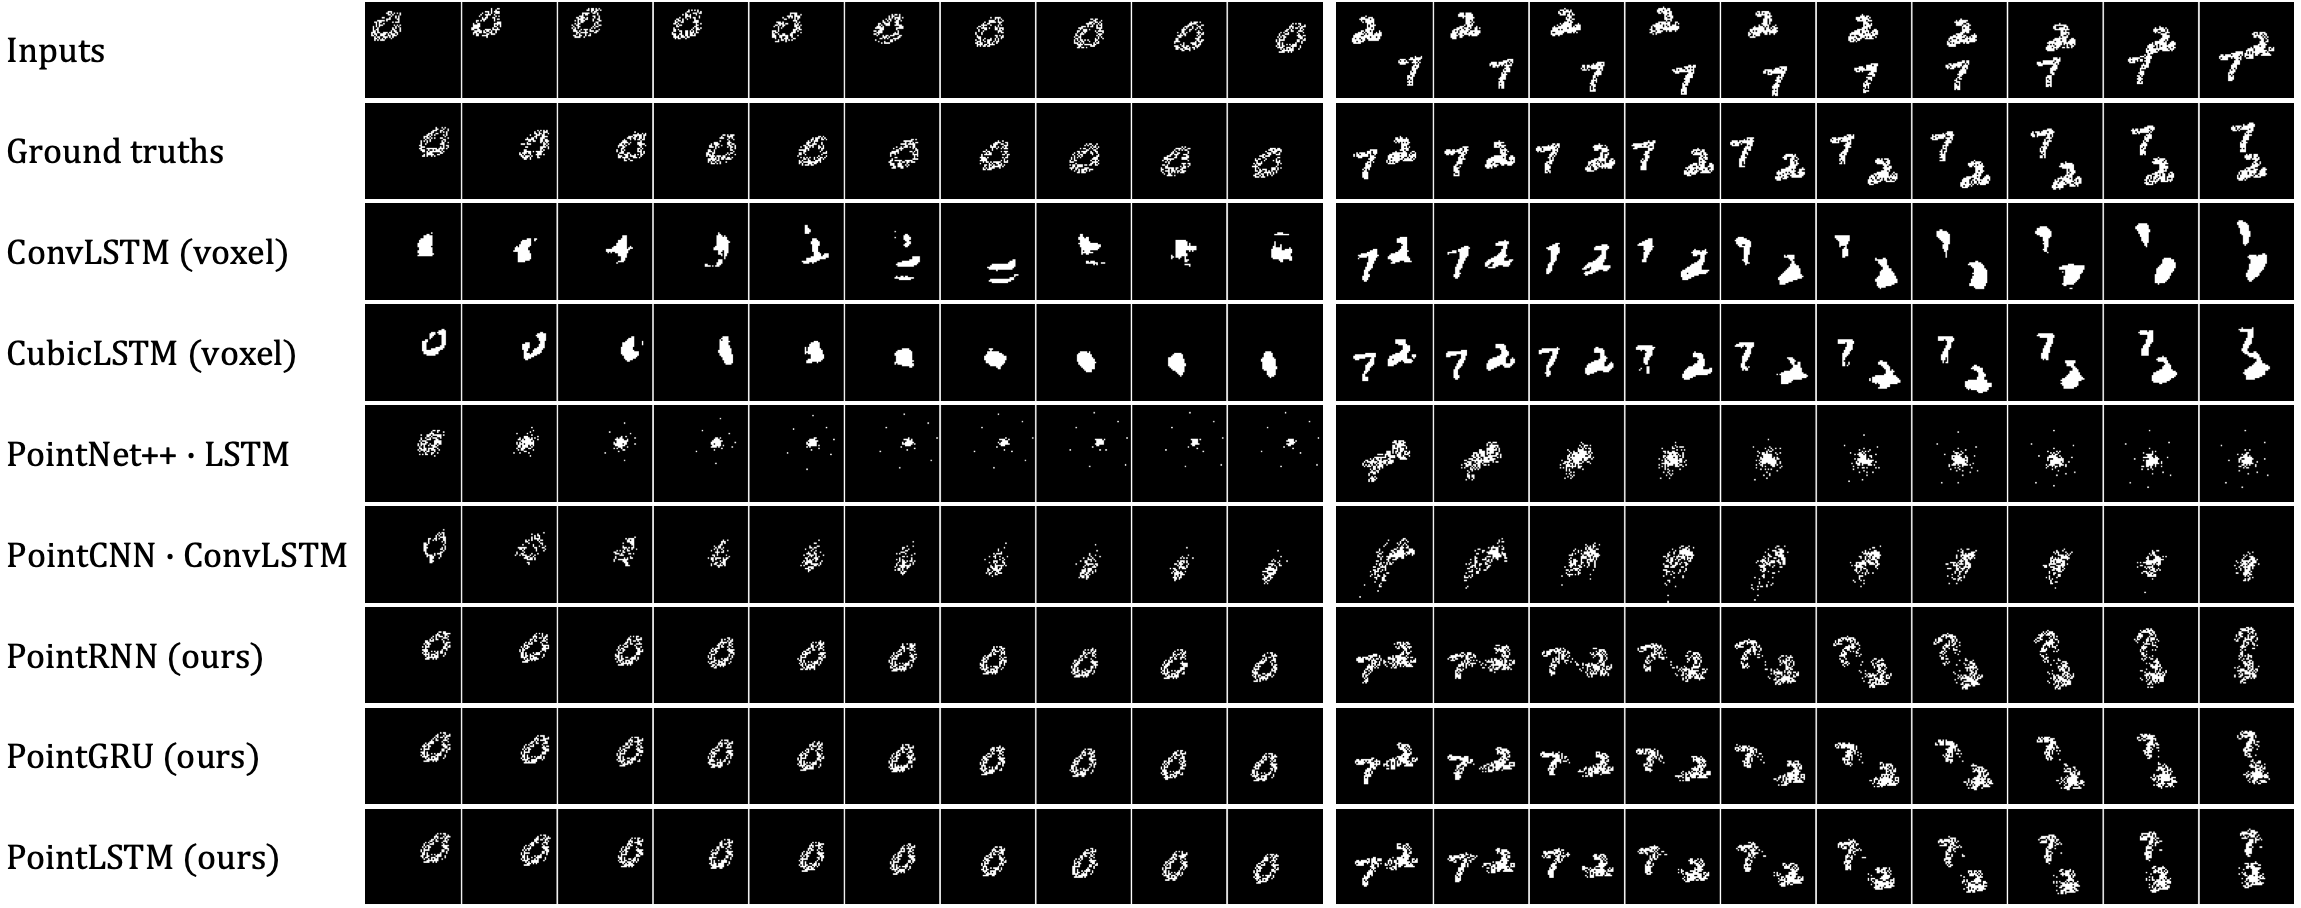 Inputs
Ground truths
ConvLSTM (voxel)
CubicLSTM (voxel)
PointNet++ · LSTM
PointCNN · ConvLSTM
PointRNN (ours)
PointGRU (ours)
PointLSTM (ours)